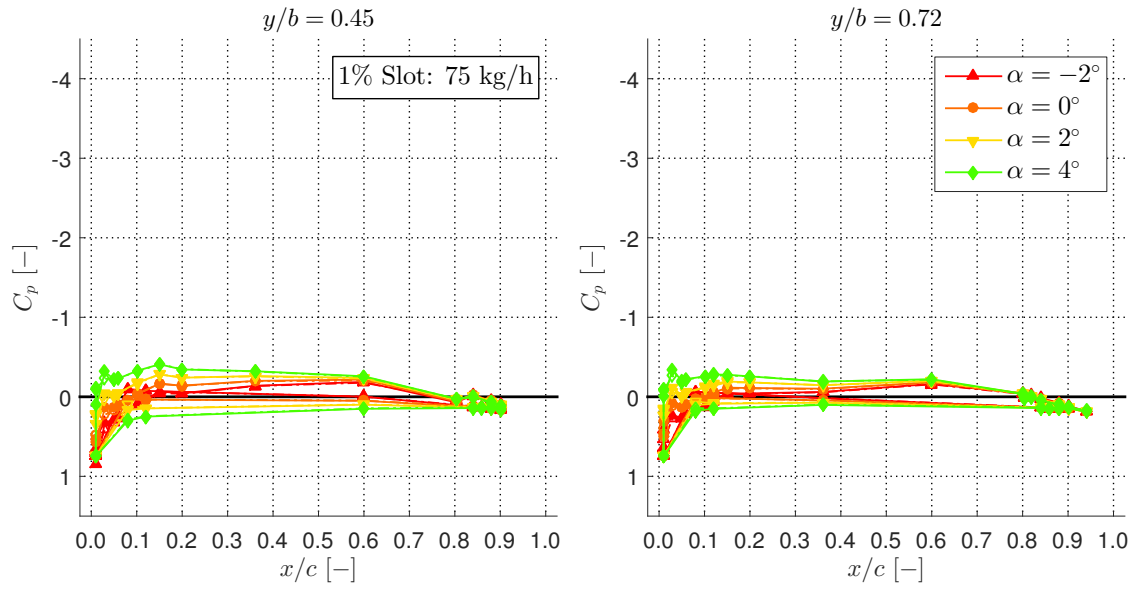 y/b = 0.45
1% Slot: 75 kg/h
-4
-3
-2
-1
0
1
C_p [−]
0.0 0.1 0.2 0.3 0.4 0.5 0.6 0.7 0.8 0.9 1.0
x/c [−]
y/b = 0.72
α = −2°
α = 0°
α = 2°
α = 4°
-4
-3
-2
-1
0
1
C_p [−]
0.0 0.1 0.2 0.3 0.4 0.5 0.6 0.7 0.8 0.9 1.0
x/c [−]